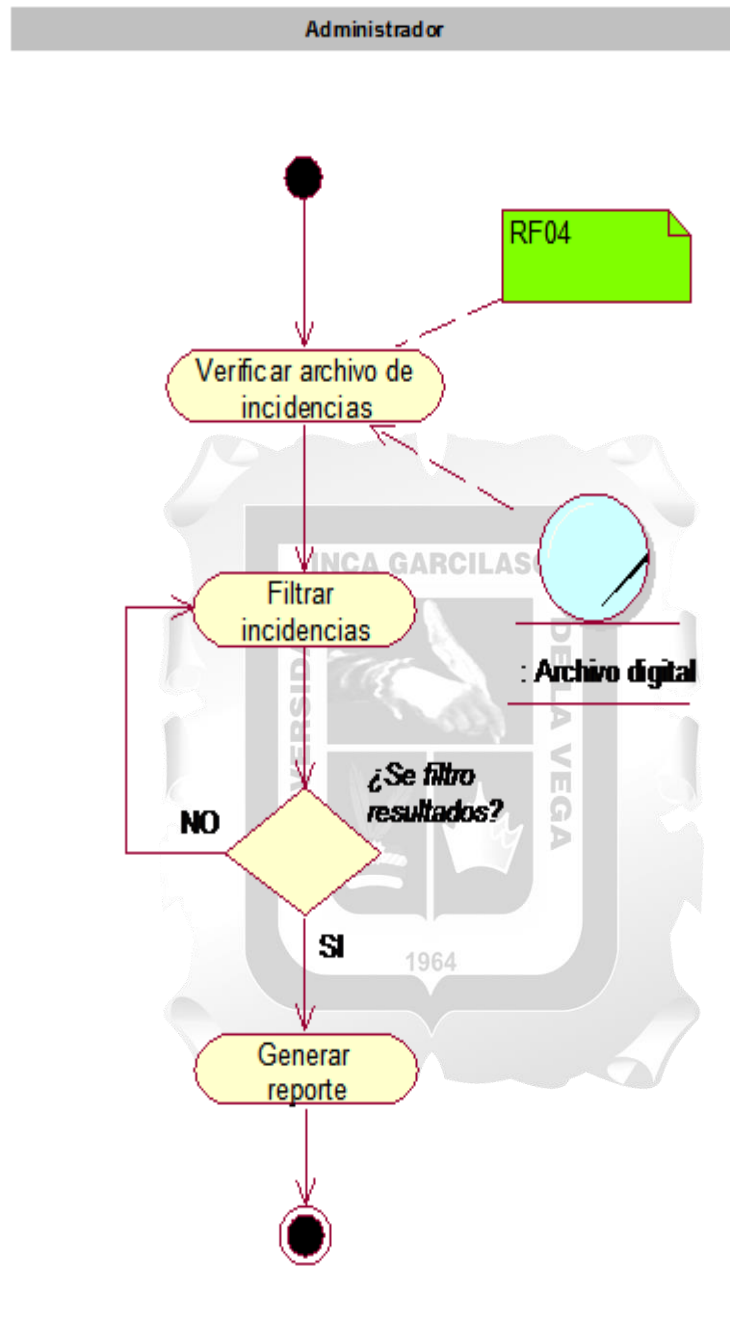 Administrador
RF04
Verificar archivo de
incidencias
INCA GARCILAS
Filtrar
incidencias
: Archivo digital
DE LA VEGA
¿Se filtro
resultados?
NO
SI
1964
Generar
reporte